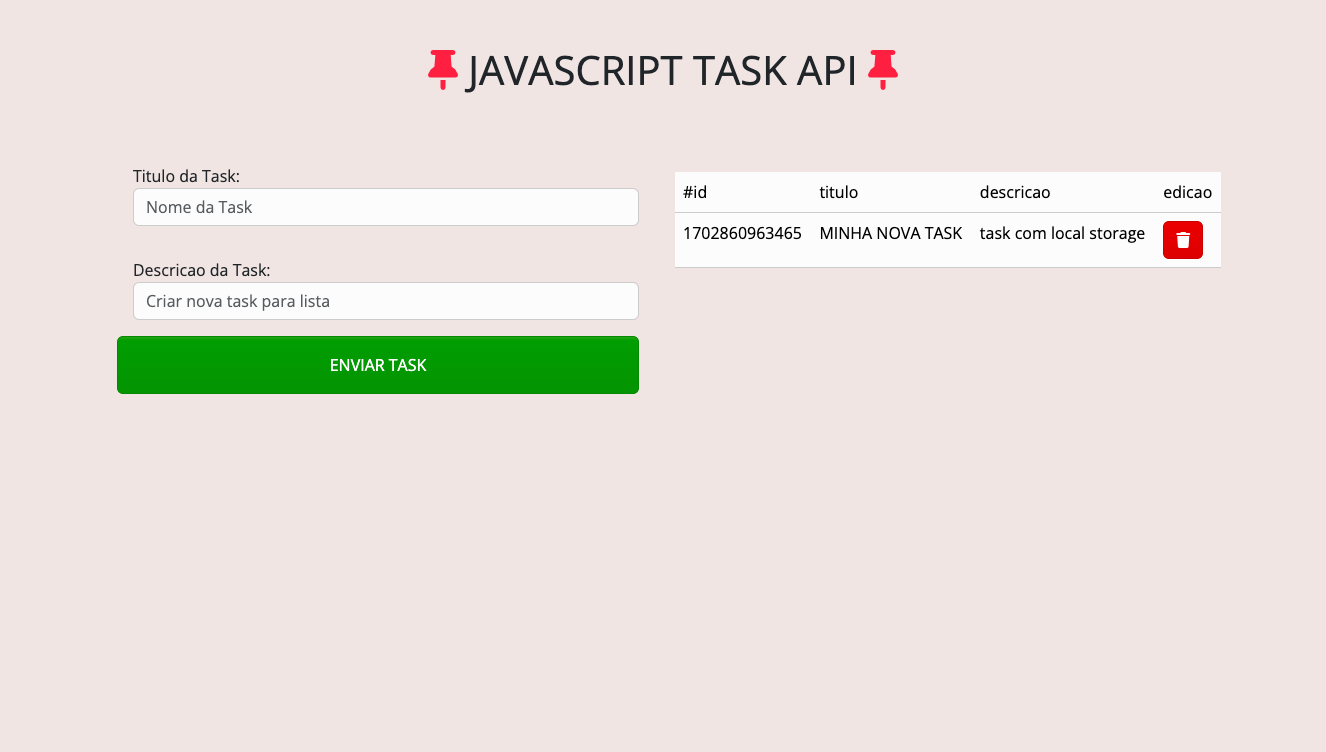 JAVASCRIPT TASK API
Titulo da Task:
Nome da Task
Descricao da Task:
Criar nova task para lista
ENVIAR TASK
#id titulo descricao edicao
1702860963465 MINHA NOVA TASK task com local storage